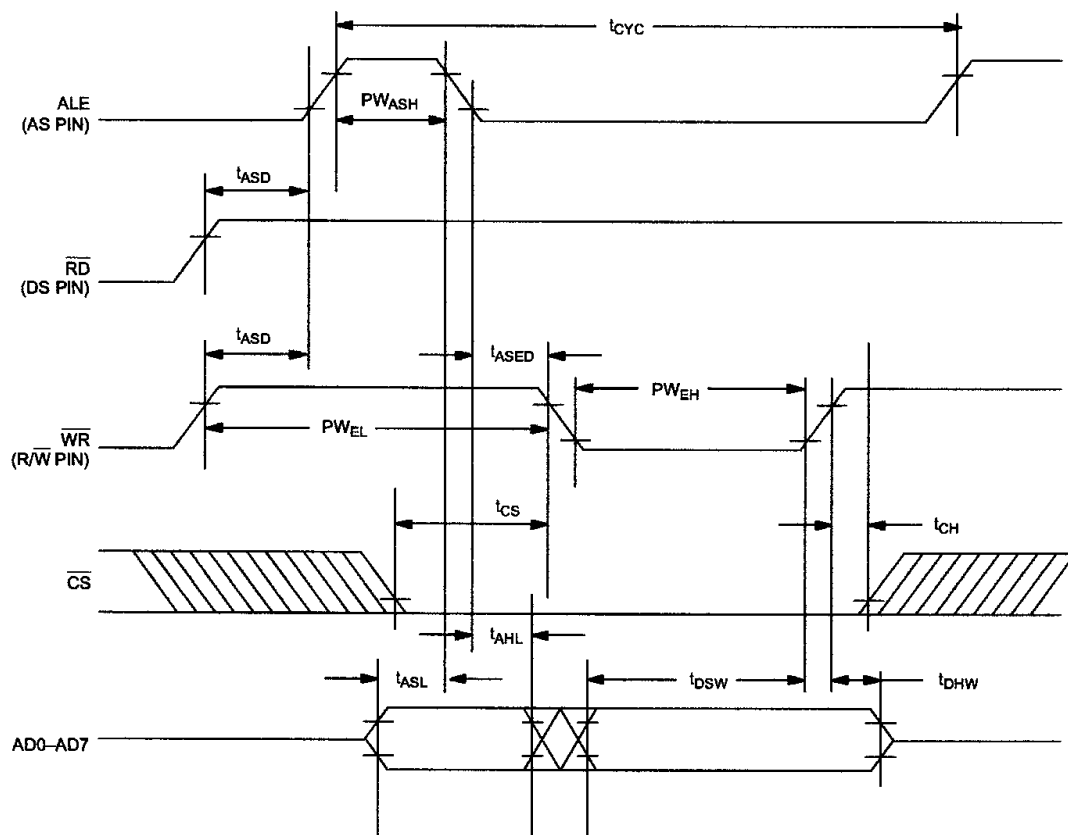 tCYC
ALE
(AS PIN)
PWASH
tASD
RD
(DS PIN)
tASD
tASED
PWEH
WR
(R/W PIN)
PWEL
tCS
tCH
CS
tAHL
tASL
tDSW
tDHW
AD0–AD7